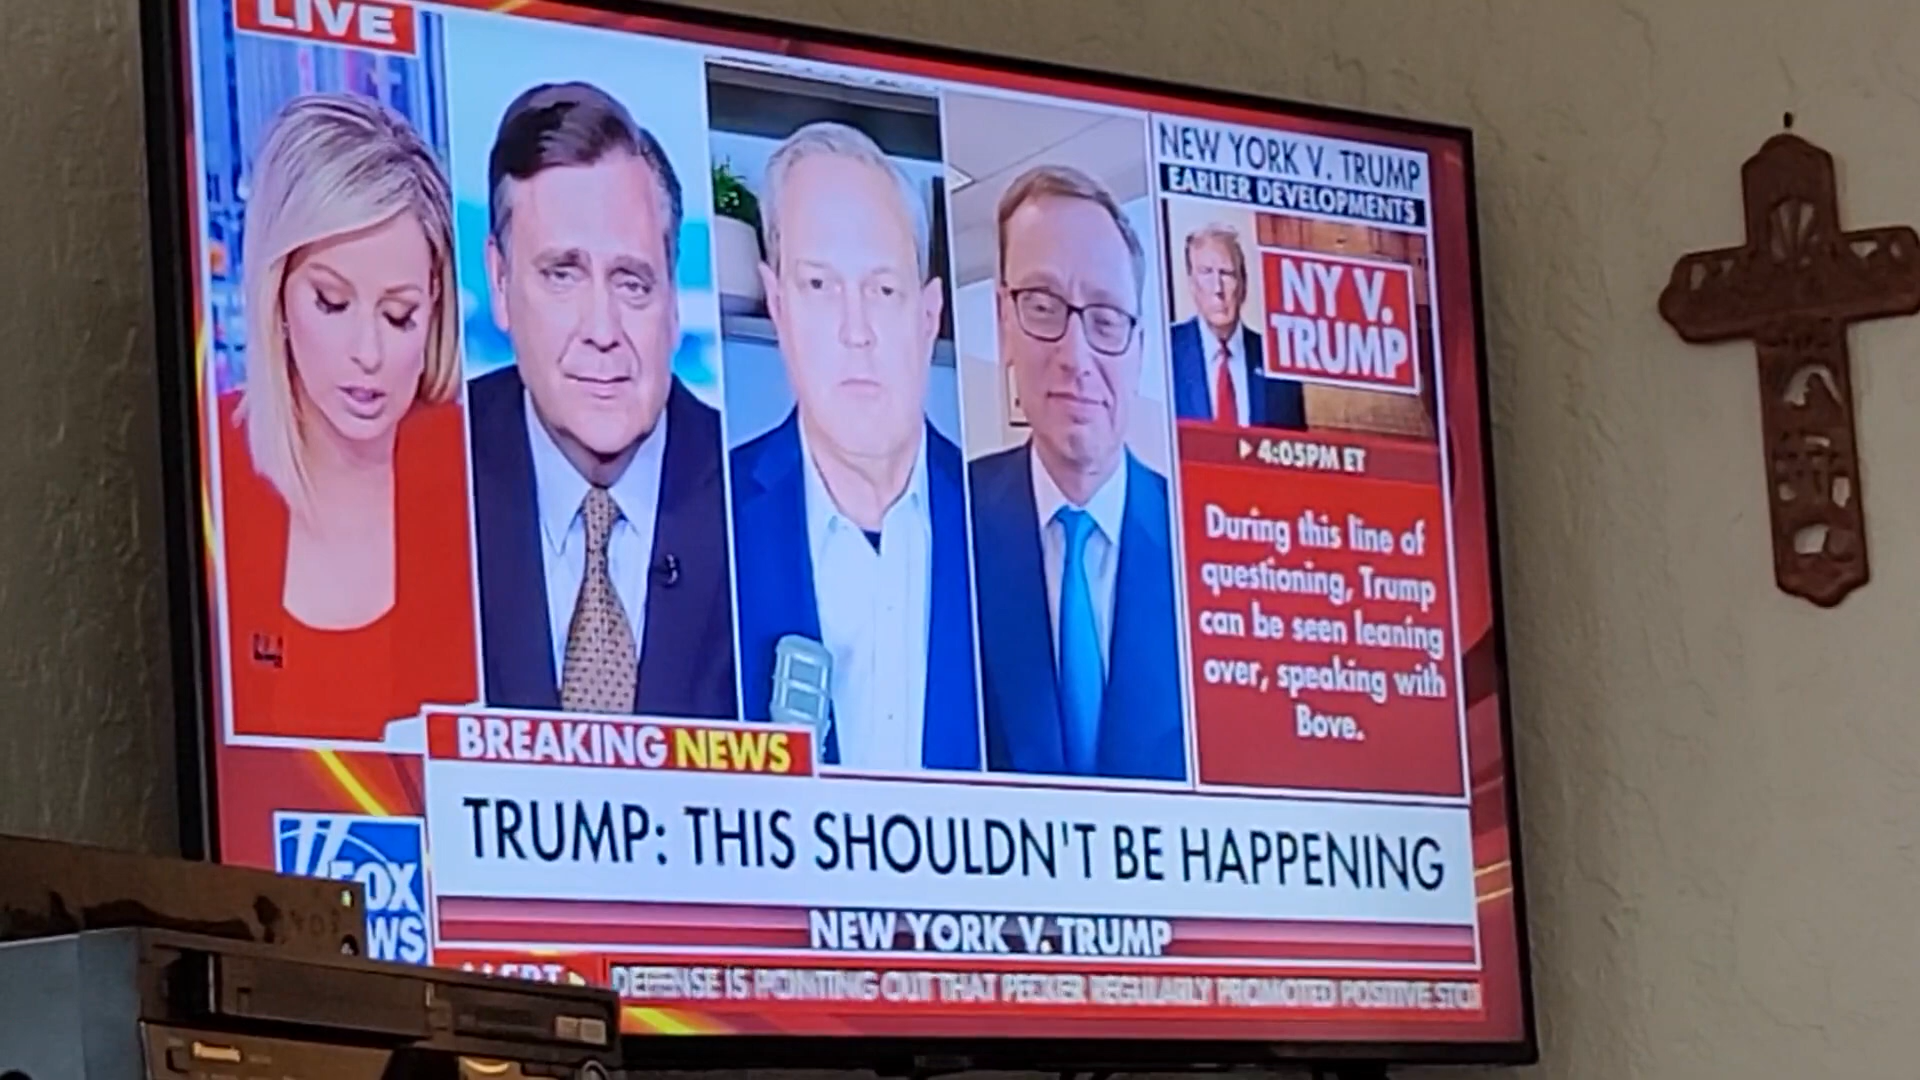 LIVE
NEW YORK V. TRUMP
EARLIER DEVELOPMENTS
NY V.
TRUMP
4:05PM ET
During this line of
questioning, Trump
can be seen leaning
over, speaking with
Bove.
BREAKING NEWS
TRUMP: THIS SHOULDN'T BE HAPPENING
FOX
WS
NEW YORK V. TRUMP
ALERT DEFENSE IS POINTING OUT THAT PECKER REGULARLY PROMOTED POSITIVE